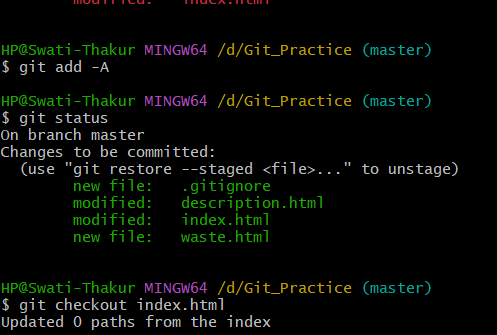 modified: index.html
HP@Swati-Thakur MINGW64 /d/Git_Practice (master)
$ git add -A
HP@Swati-Thakur MINGW64 /d/Git_Practice (master)
$ git status
On branch master
Changes to be committed:
(use "git restore --staged <file>..." to unstage)
new file: .gitignore
modified: description.html
modified: index.html
new file: waste.html
HP@Swati-Thakur MINGW64 /d/Git_Practice (master)
$ git checkout index.html
Updated 0 paths from the index